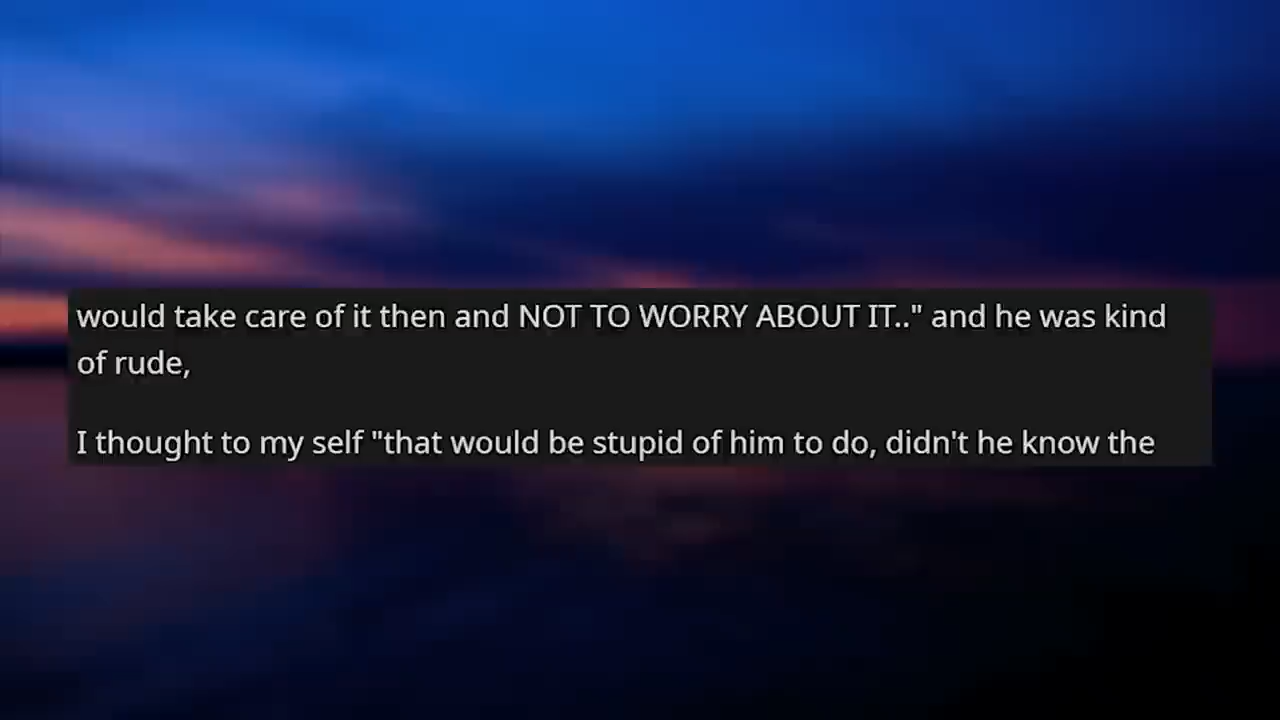 would take care of it then and NOT TO WORRY ABOUT IT.." and he was kind
of rude,
I thought to my self "that would be stupid of him to do, didn't he know the